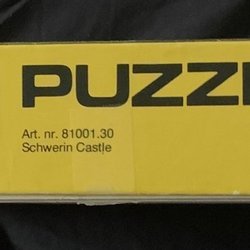 PUZZ
Art. nr. 81001.30
Schwerin Castle